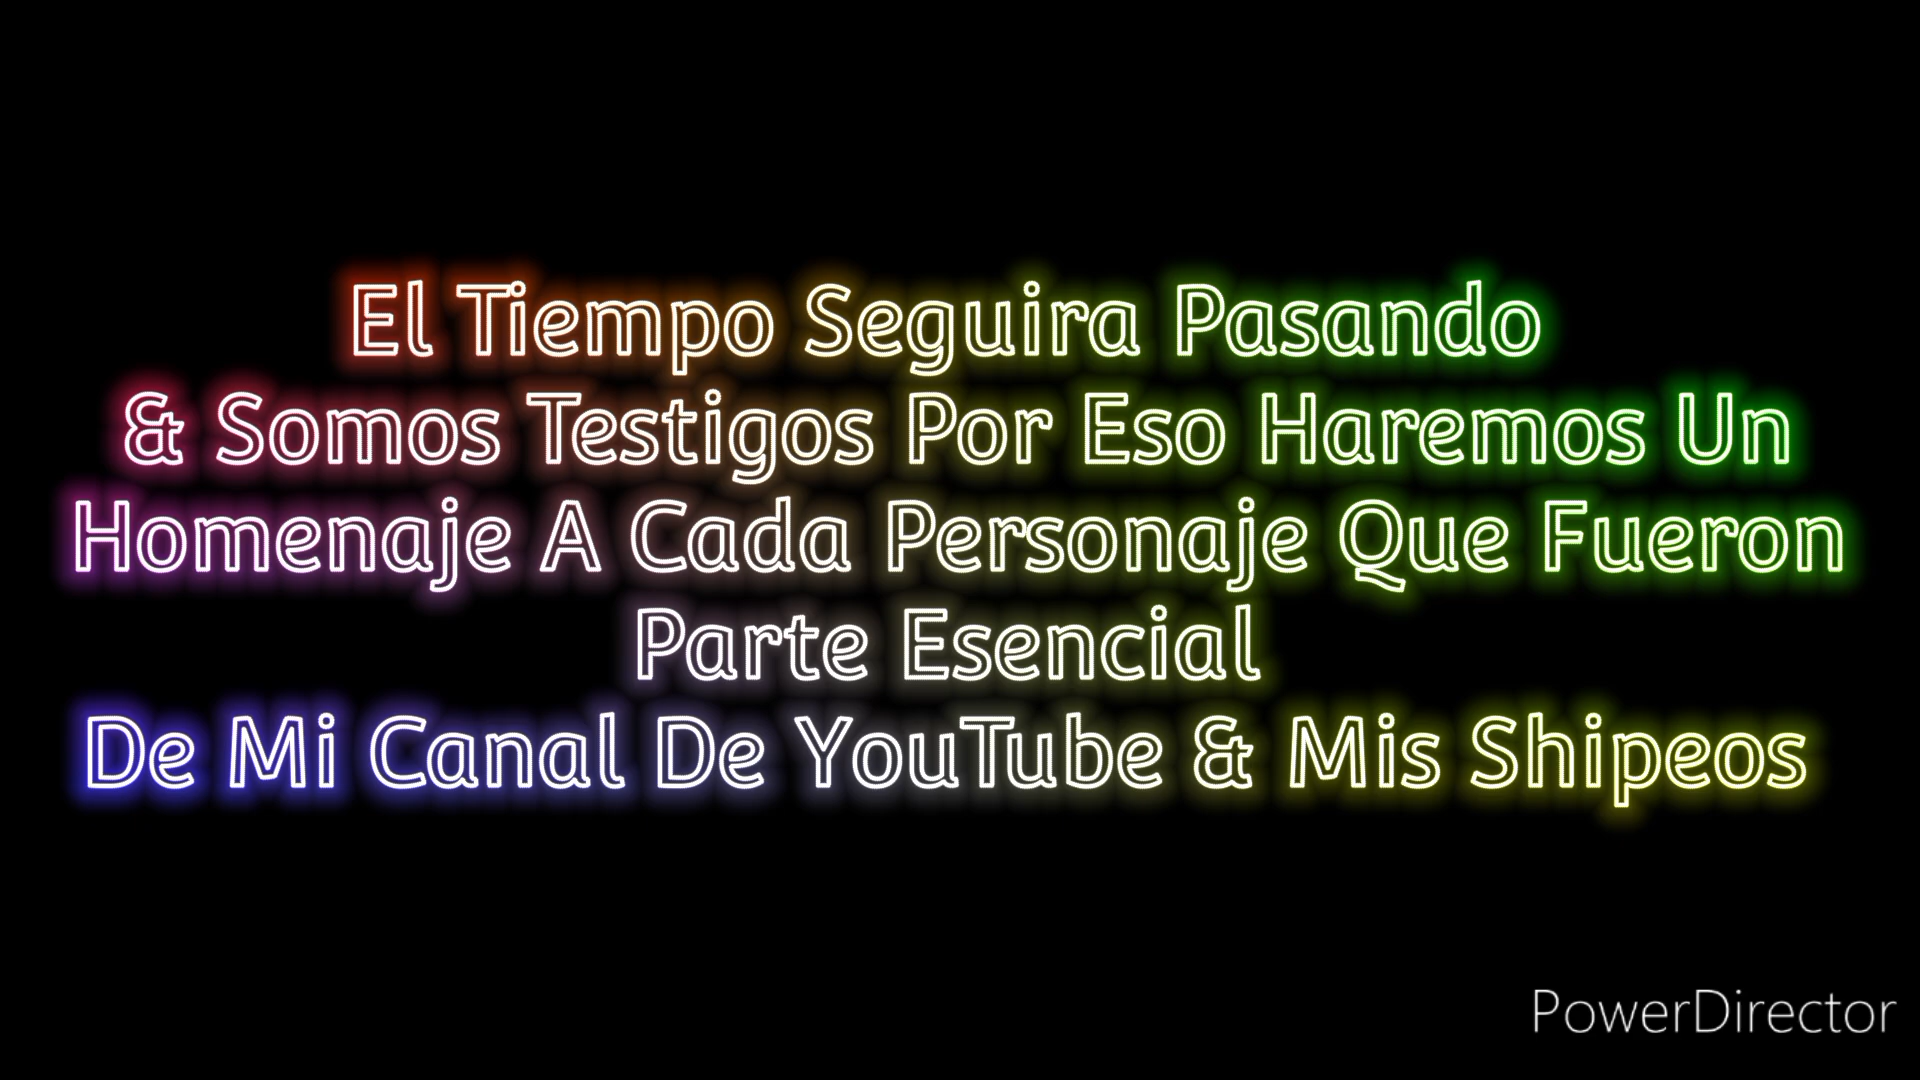 El Tiempo Seguira Pasando
& Somos Testigos Por Eso Haremos Un
Homenaje A Cada Personaje Que Fueron
Parte Esencial
De Mi Canal De YouTube & Mis Shipeos
PowerDirector